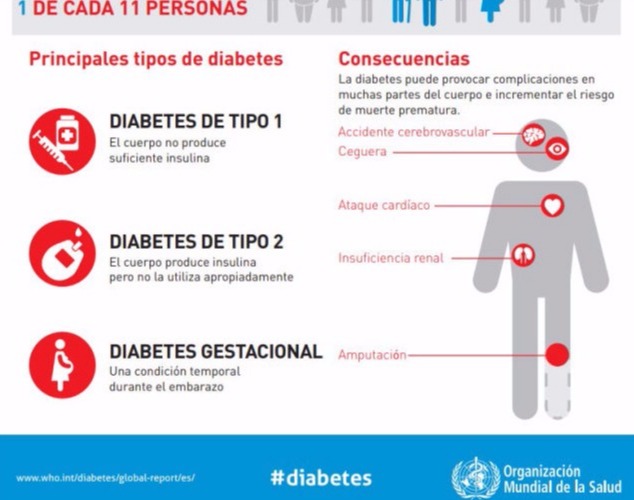 1 DE CADA 11 PERSONAS
Principales tipos de diabetes
DIABETES DE TIPO 1
El cuerpo no produce
suficiente insulina
DIABETES DE TIPO 2
El cuerpo produce insulina
pero no la utiliza apropiadamente
DIABETES GESTACIONAL
Una condición temporal
durante el embarazo
Consecuencias
La diabetes puede provocar complicaciones en
muchas partes del cuerpo e incrementar el riesgo
de muerte prematura.
Accidente cerebrovascular
Ceguera
Ataque cardíaco
Insuficiencia renal
Amputación
www.who.int/diabetes/global-report/es/
#diabetes
Organización
Mundial de la Salud